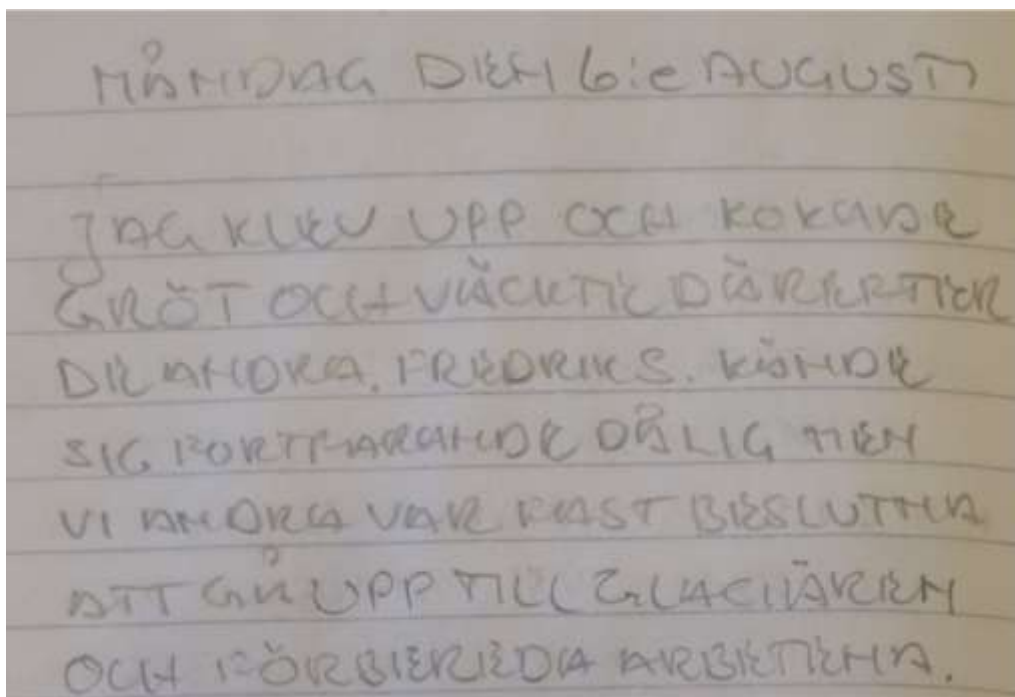 MÅNDAG DEN 6:e AUGUSTI
JAG KLEV UPP OCH KOKADE
GRÖT OCH VÄCKTE DÄREFTER
DE ANDRA. FREDRIK S. KÄNDE
SIG FORTFARANDE DÅLIG MEN
VI ANDRA VAR FAST BESLUTNA
ATT GÅ UPP TILL GLACIÄREN
OCH FÖRBEREDA ARBETENA.